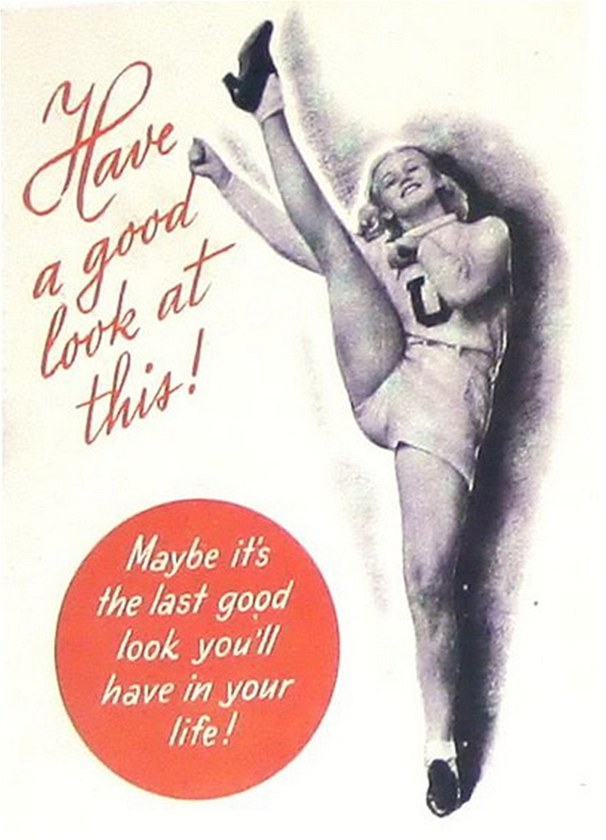 Have
a good
look at
this!
Maybe it's
the last good
look you'll
have in your
life!